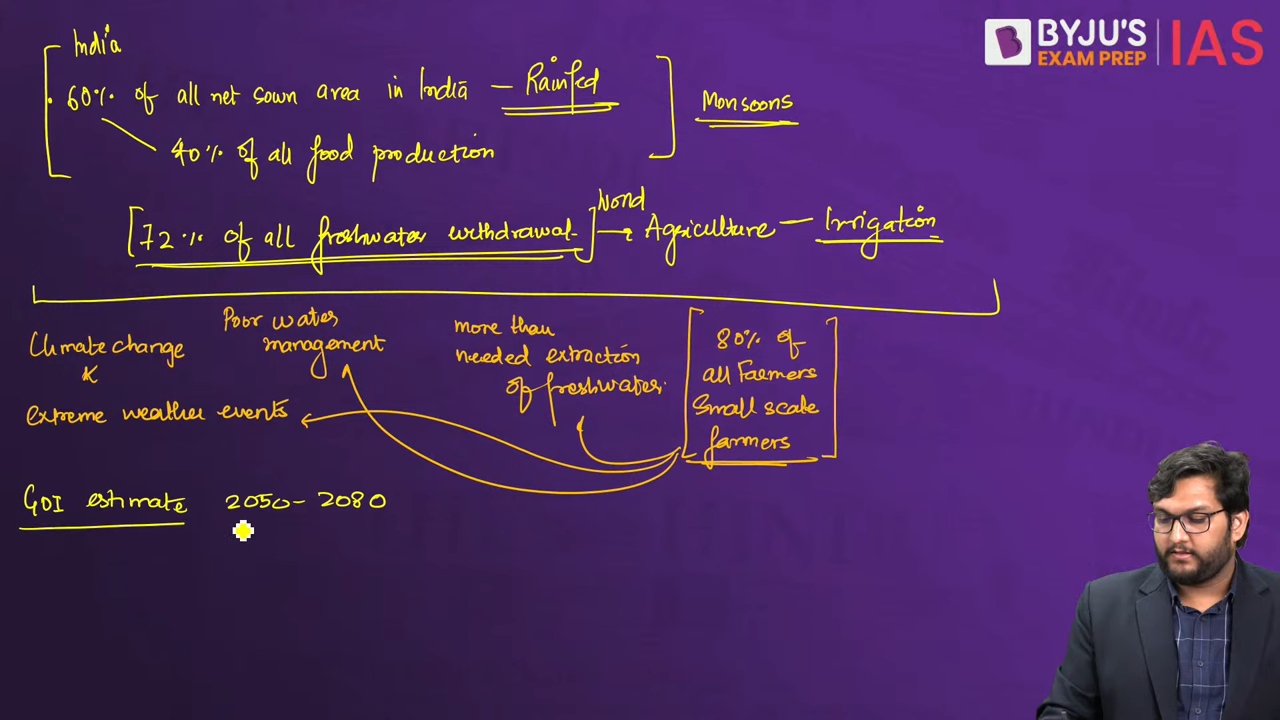 BYJU'S
EXAM PREP
IAS
India
60% of all net sown area in India – Rainfed
Monsoons
40% of all food production
World
[72% of all freshwater withdrawal] → Agriculture – Irrigation
Climate change
&
extreme weather events
Poor water
management
more than
needed extraction
of freshwater
80% of
all Farmers
Small scale
farmers
GOI estimate 2050-2080